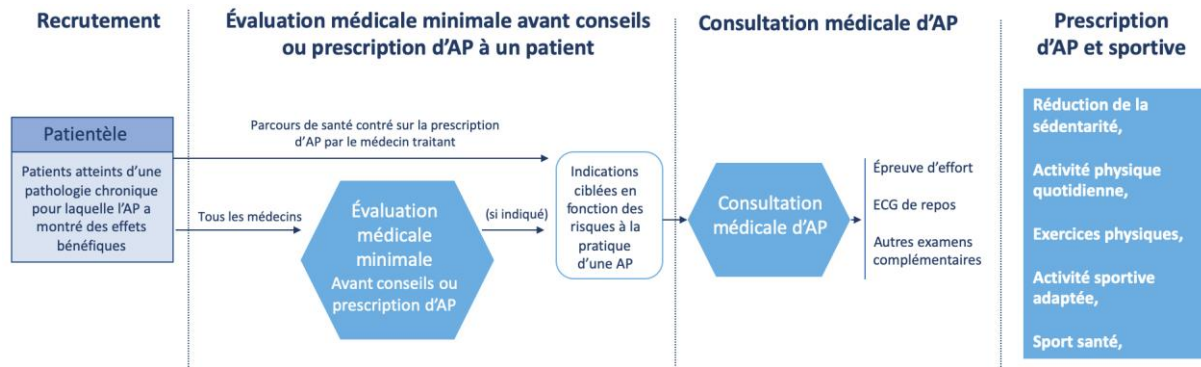 Recrutement
Évaluation médicale minimale avant conseils
ou prescription d’AP à un patient
Consultation médicale d’AP
Prescription
d’AP et sportive
Patientèle
Patients atteints d’une
pathologie chronique
pour laquelle l’AP a
montré des effets
bénéfiques
Parcours de santé contré sur la prescription
d’AP par le médecin traitant
Tous les médecins
Évaluation
médicale
minimale
Avant conseils ou
prescription d’AP
(si indiqué)
Indications
ciblées en
fonction des
risques à la
pratique
d’une AP
Consultation
médicale d’AP
Épreuve d’effort
ECG de repos
Autres examens
complémentaires
Réduction de la
sédentarité,
Activité physique
quotidienne,
Exercices physiques,
Activité sportive
adaptée,
Sport santé,